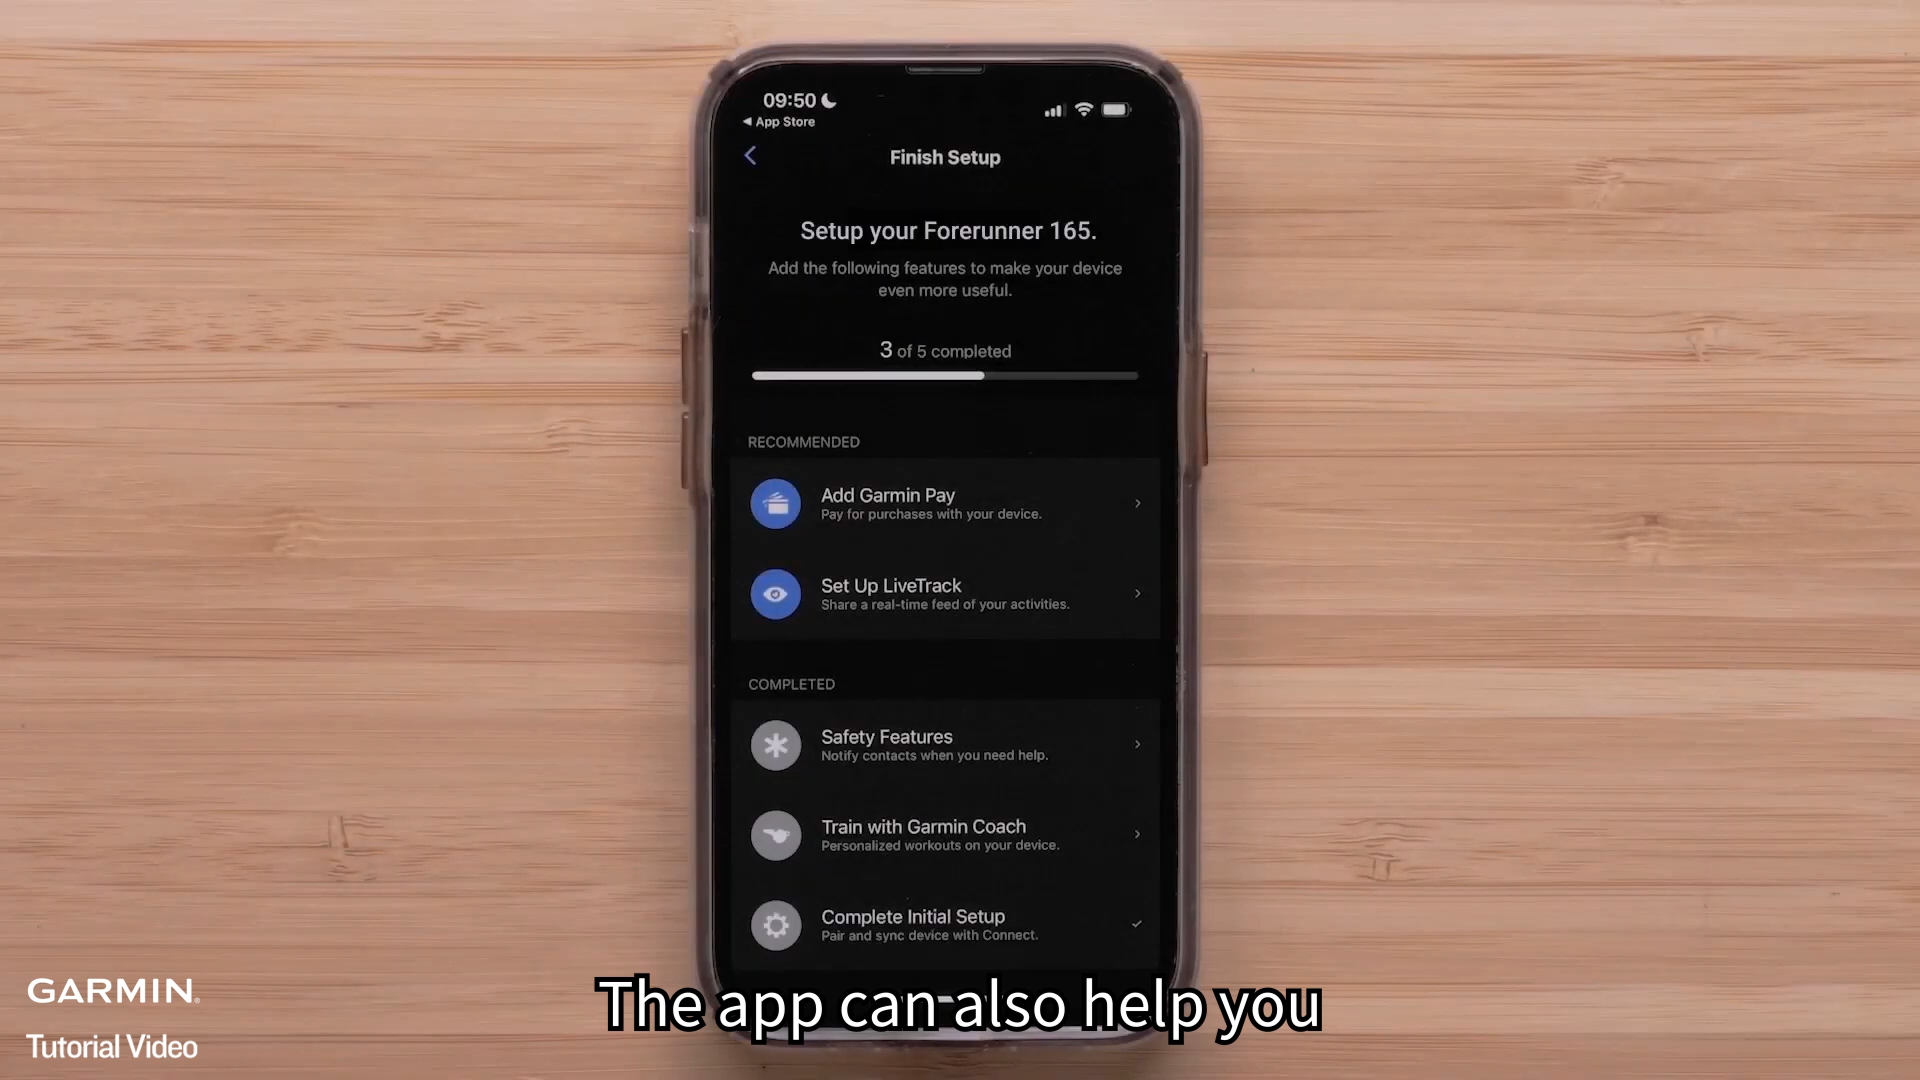 09:50
◀ App Store
Finish Setup
Setup your Forerunner 165.
Add the following features to make your device
even more useful.
3 of 5 completed
RECOMMENDED
Add Garmin Pay
Pay for purchases with your device.
Set Up LiveTrack
Share a real-time feed of your activities.
COMPLETED
Safety Features
Notify contacts when you need help.
Train with Garmin Coach
Personalized workouts on your device.
Complete Initial Setup
Pair and sync device with Connect.
The app can also help you
GARMIN.
Tutorial Video